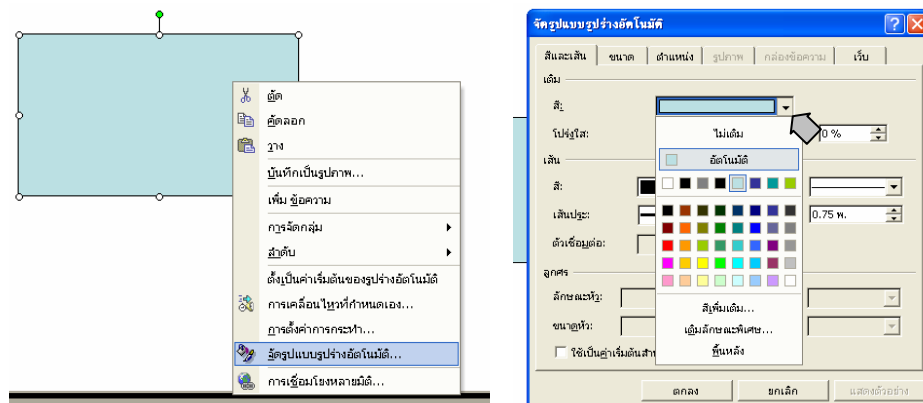 ตัด
คัดลอก
วาง
บันทึกเป็นรูปภาพ...
เพิ่ม ข้อความ
การจัดกลุ่ม
ลำดับ
ตั้งเป็นค่าเริ่มต้นของรูปร่างอัตโนมัติ
การเคลื่อนไหวที่กำหนดเอง...
การตั้งค่าการกระทำ...
จัดรูปแบบรูปร่างอัตโนมัติ...
การเชื่อมโยงหลายมิติ...
จัดรูปแบบรูปร่างอัตโนมัติ
สีและเส้น ขนาด ตำแหน่ง รูปภาพ กล่องข้อความ เว็บ
เติม
สี:
โปร่งใส: ไม่เติม 0 %
เส้น อัตโนมัติ
สี:
เส้นประ: 0.75 พ.
ตัวเชื่อมต่อ:
ลูกศร
ลักษณะหัว: สีเพิ่มเติม...
ขนาดหัว: เติมลักษณะพิเศษ...
ใช้เป็นค่าเริ่มต้นสำ พื้นหลัง
ตกลง ยกเลิก แสดงตัวอย่าง